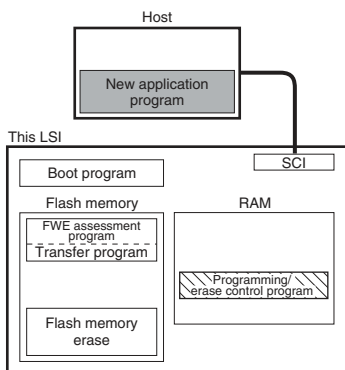 Host
New application
program
This LSI
SCI
Boot program
Flash memory
RAM
FWE assessment
program
Transfer program
Programming/
erase control program
Flash memory
erase